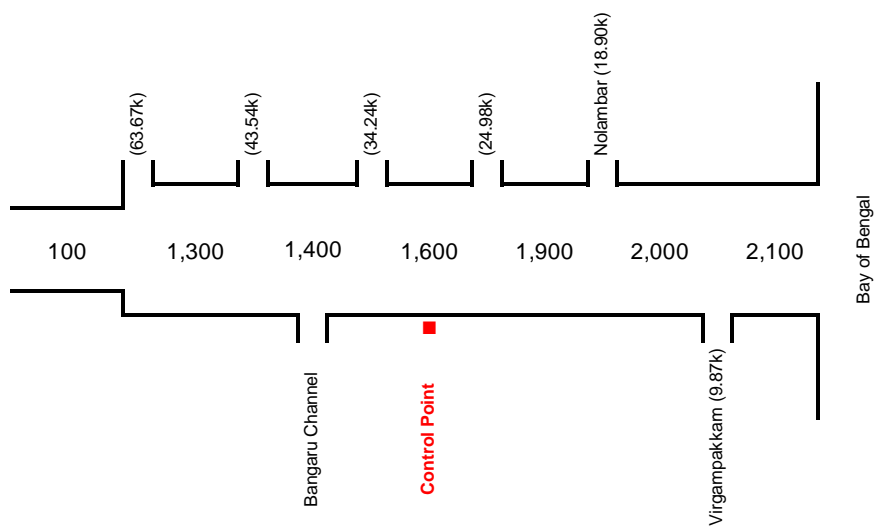 (63.67k)
(43.54k)
(34.24k)
(24.98k)
Nolambar (18.90k)
100
1,300
1,400
1,600
1,900
2,000
2,100
Bay of Bengal
Bangaru Channel
Control Point
Virgampakkam (9.87k)